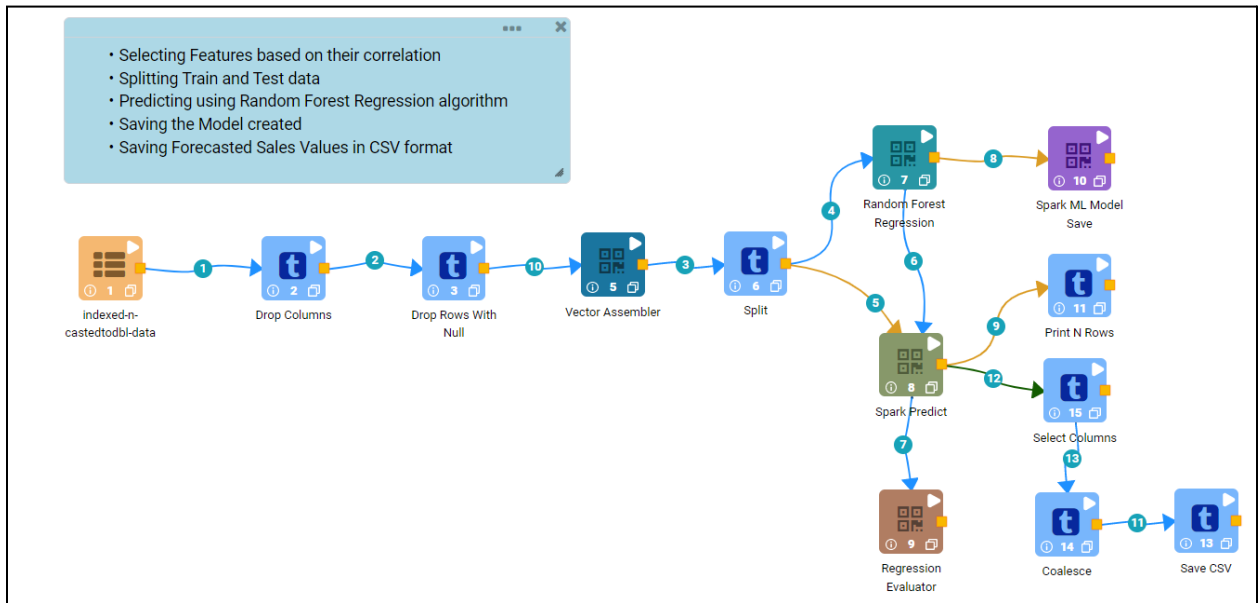 • Selecting Features based on their correlation
• Splitting Train and Test data
• Predicting using Random Forest Regression algorithm
• Saving the Model created
• Saving Forecasted Sales Values in CSV format
7
Random Forest
Regression
8
10
Spark ML Model
Save
4
1
indexed-n-
castedtodbl-data
1
t
2
Drop Columns
2
t
3
Drop Rows With
Null
10
5
Vector Assembler
3
t
6
Split
6
5
8
Spark Predict
9
t
11
Print N Rows
12
t
15
Select Columns
7
13
9
Regression
Evaluator
t
14
Coalesce
11
t
13
Save CSV